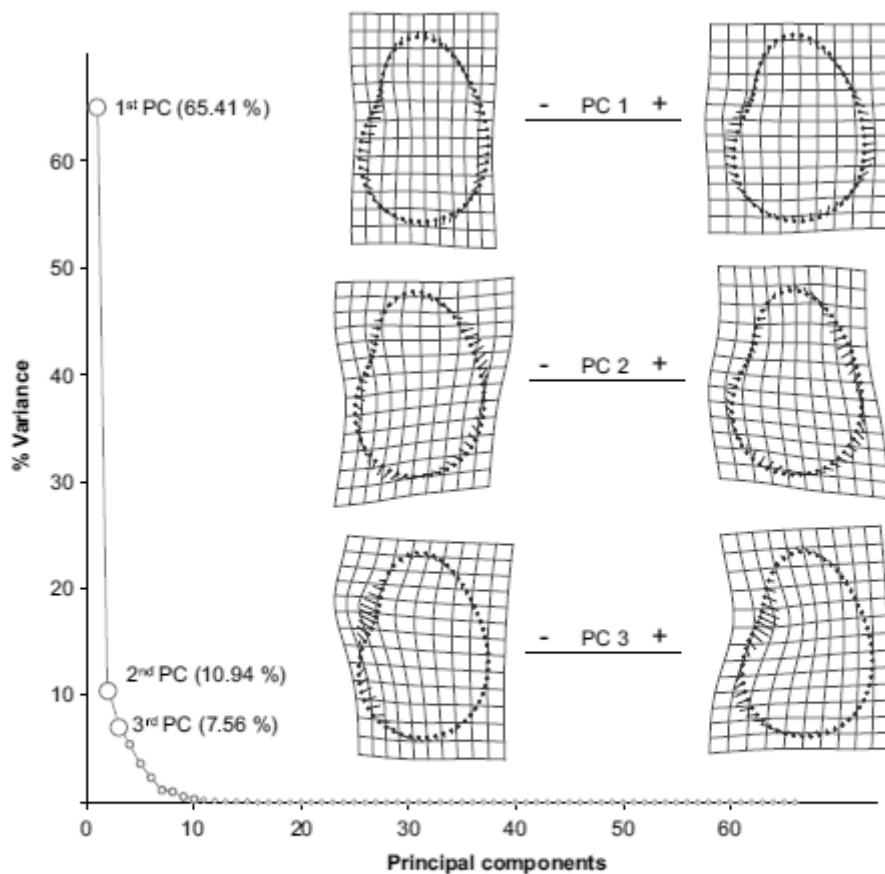 1st PC (65.41 %)
- PC 1 +
60
50
- PC 2 +
40
% Variance
30
20
- PC 3 +
2nd PC (10.94 %)
10
3rd PC (7.56 %)
0 10 20 30 40 50 60
Principal components